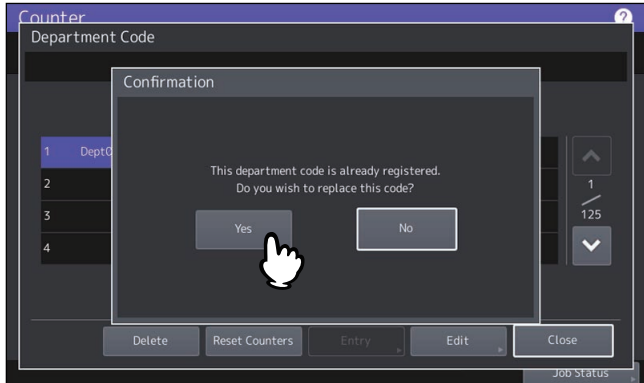 Counter
?
Department Code
Confirmation
1 Dept0
2
3
4
This department code is already registered.
Do you wish to replace this code?
Yes No
1
125
Delete Reset Counters Entry Edit Close
Job Status